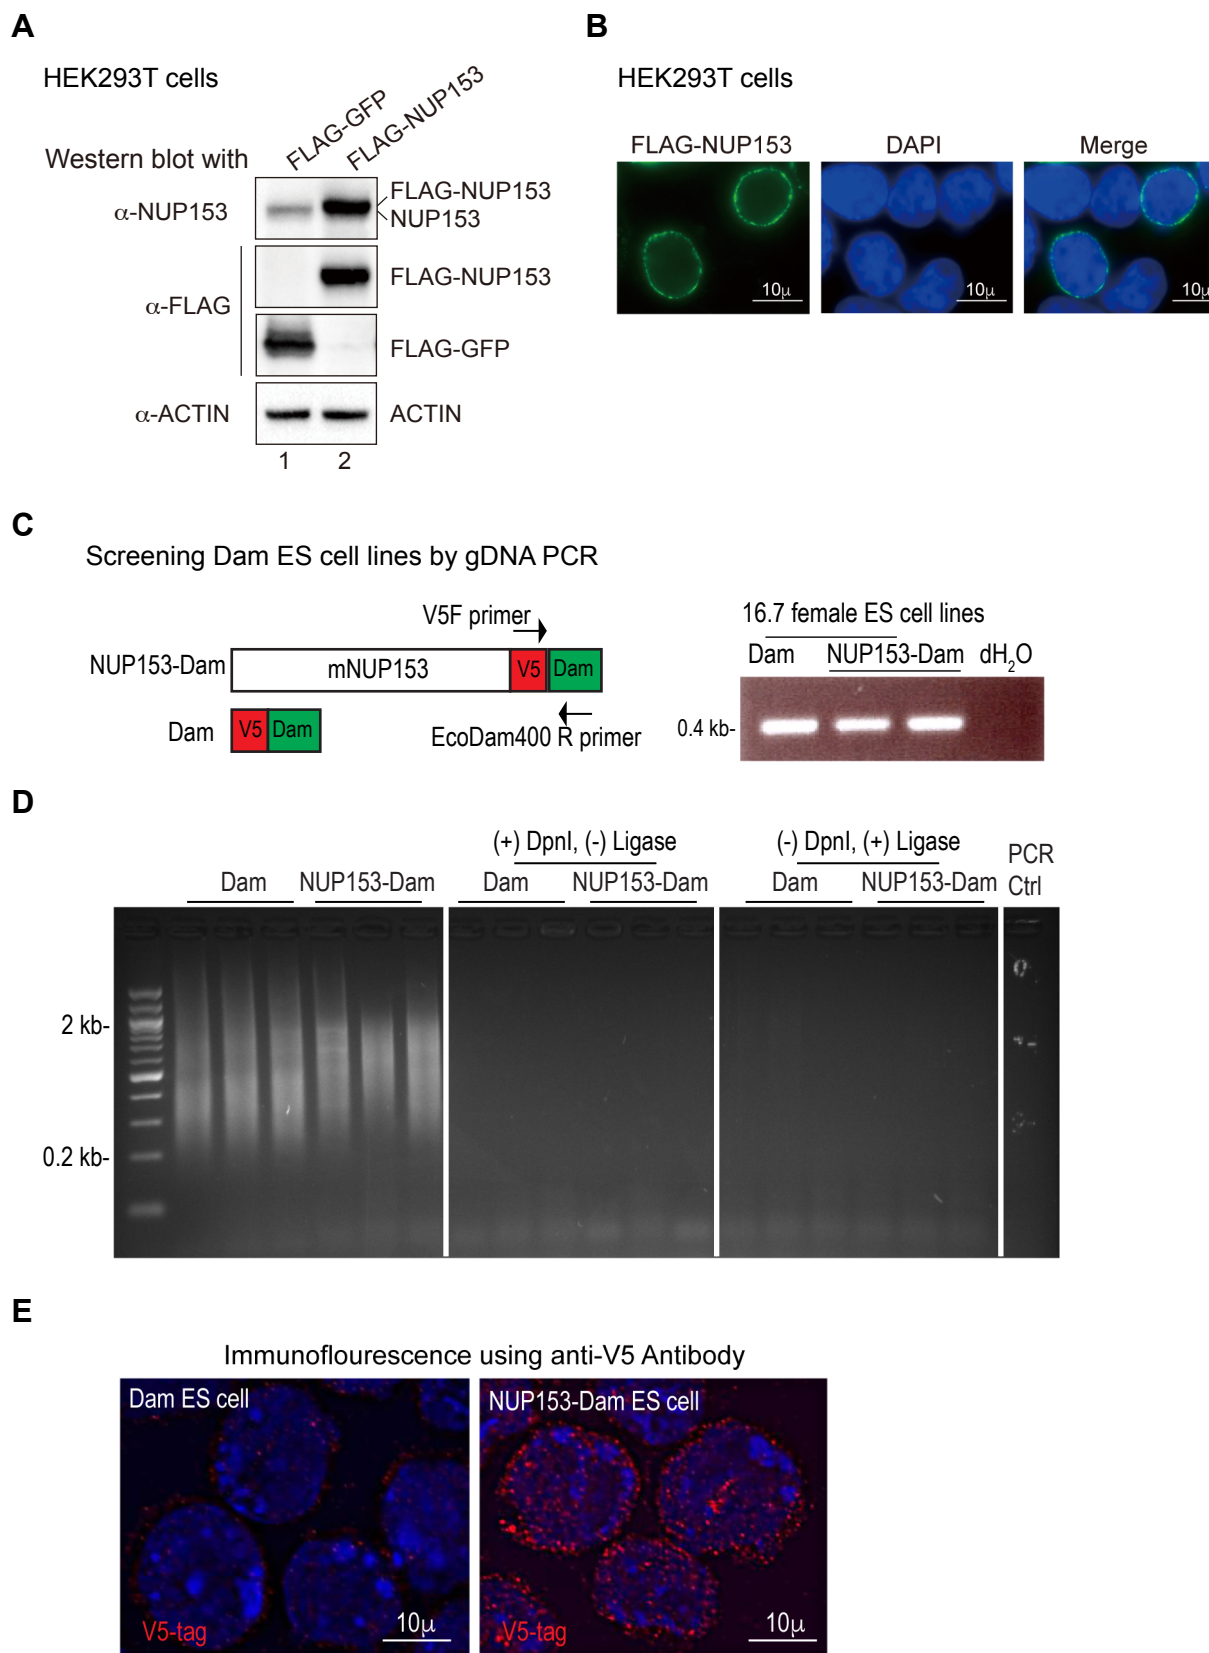 A
HEK293T cells
FLAG-GFP
FLAG-NUP153
Western blot with
α-NUP153
FLAG-NUP153
NUP153
α-FLAG
FLAG-NUP153
FLAG-GFP
α-ACTIN
ACTIN
1 2
B
HEK293T cells
FLAG-NUP153 DAPI Merge
10μ 10μ 10μ
C
Screening Dam ES cell lines by gDNA PCR
V5F primer
NUP153-Dam mNUP153 V5 Dam
Dam V5 Dam
EcoDam400 R primer
16.7 female ES cell lines
Dam NUP153-Dam dH₂O
0.4 kb-
D
(+) DpnI, (-) Ligase (-) DpnI, (+) Ligase
Dam NUP153-Dam Dam NUP153-Dam Dam NUP153-Dam
PCR
Ctrl
2 kb-
0.2 kb-
E
Immunoflourescence using anti-V5 Antibody
Dam ES cell NUP153-Dam ES cell
V5-tag 10μ V5-tag 10μ